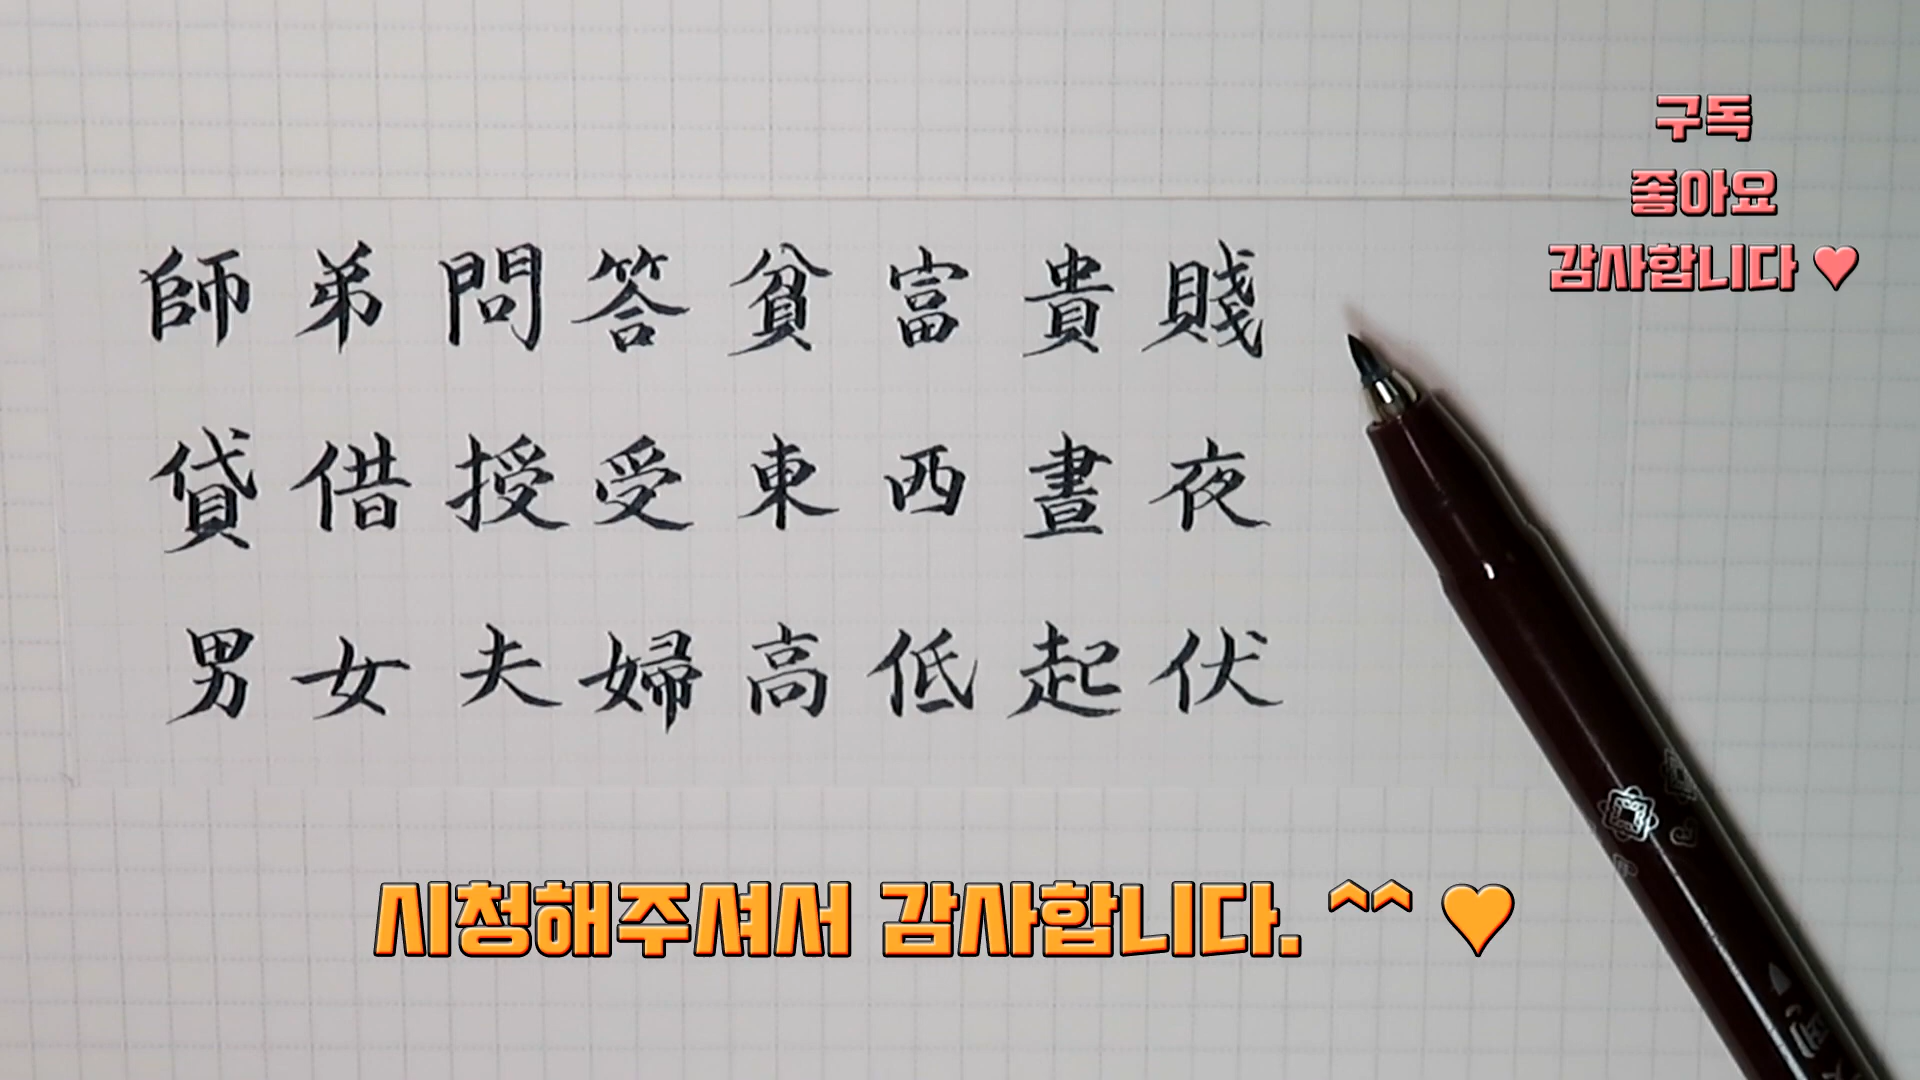 구독
좋아요
감사합니다 ♥
師弟問答貧富貴賤
貸借授受東西晝夜
男女夫婦高低起伏
시청해주셔서 감사합니다. ^^ ♥